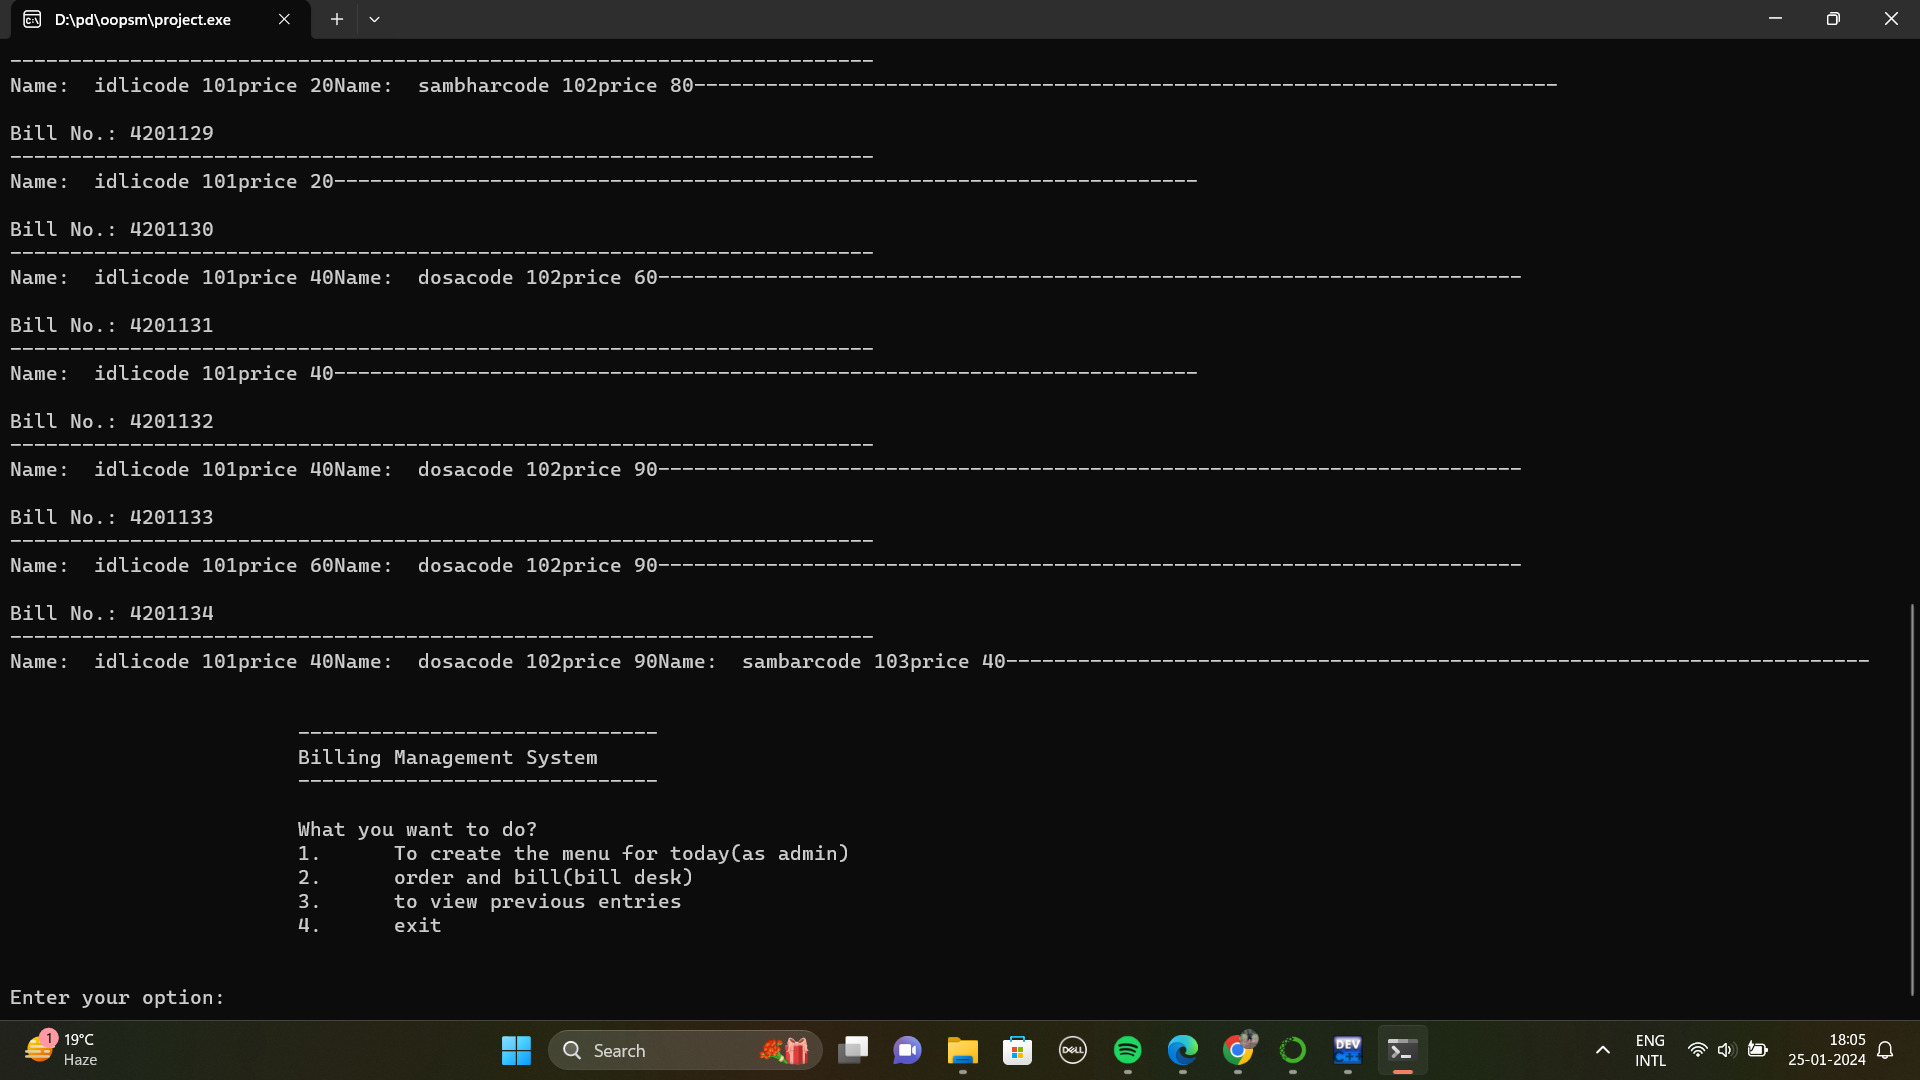 D:\pd\oopsm\project.exe
------------------------------------------------------------------------
Name:  idlicode 101price 20Name:  sambharcode 102price 80------------------------------------------------------------------------
Bill No.: 4201129
------------------------------------------------------------------------
Name:  idlicode 101price 20------------------------------------------------------------------------
Bill No.: 4201130
------------------------------------------------------------------------
Name:  idlicode 101price 40Name:  dosacode 102price 60------------------------------------------------------------------------
Bill No.: 4201131
------------------------------------------------------------------------
Name:  idlicode 101price 40------------------------------------------------------------------------
Bill No.: 4201132
------------------------------------------------------------------------
Name:  idlicode 101price 40Name:  dosacode 102price 90------------------------------------------------------------------------
Bill No.: 4201133
------------------------------------------------------------------------
Name:  idlicode 101price 60Name:  dosacode 102price 90------------------------------------------------------------------------
Bill No.: 4201134
------------------------------------------------------------------------
Name:  idlicode 101price 40Name:  dosacode 102price 90Name:  sambarcode 103price 40------------------------------------------------------------------------
------------------------------
Billing Management System
------------------------------
What you want to do?
1.      To create the menu for today(as admin)
2.      order and bill(bill desk)
3.      to view previous entries
4.      exit
Enter your option:
1
19°C
Haze
Search
DELL
DEV
C++
ENG
INTL
18:05
25-01-2024